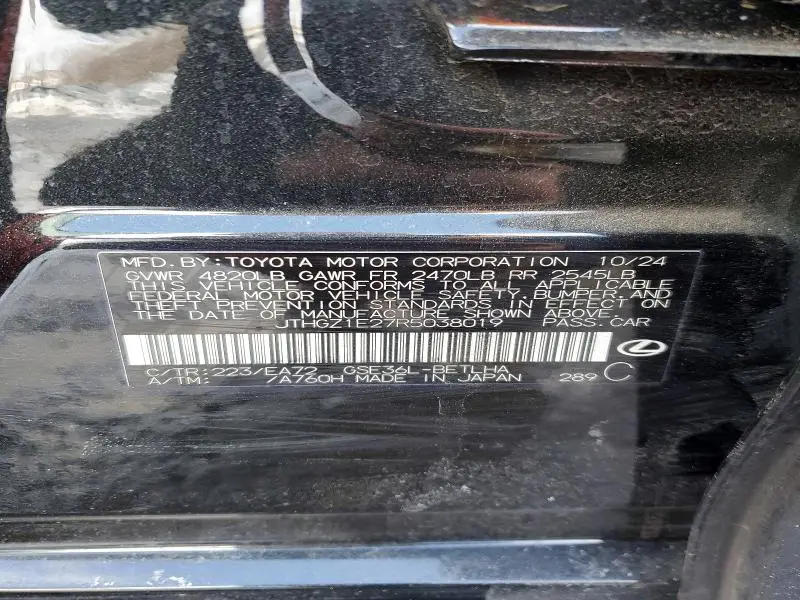 MFD. BY: TOYOTA MOTOR CORPORATION 10/24
GVWR 4820LB GAWR FR 2470LB RR 2545LB
THIS VEHICLE CONFORMS TO ALL APPLICABLE
FEDERAL MOTOR VEHICLE SAFETY, BUMPER, AND
THEFT PREVENTION STANDARDS IN EFFECT ON
THE DATE OF MANUFACTURE SHOWN ABOVE.
JTHGZ1E27R5038019 PASS. CAR
C/TR: 223/EA72 GSE36L-BETLHA
A/TM: /A760H MADE IN JAPAN 289 C